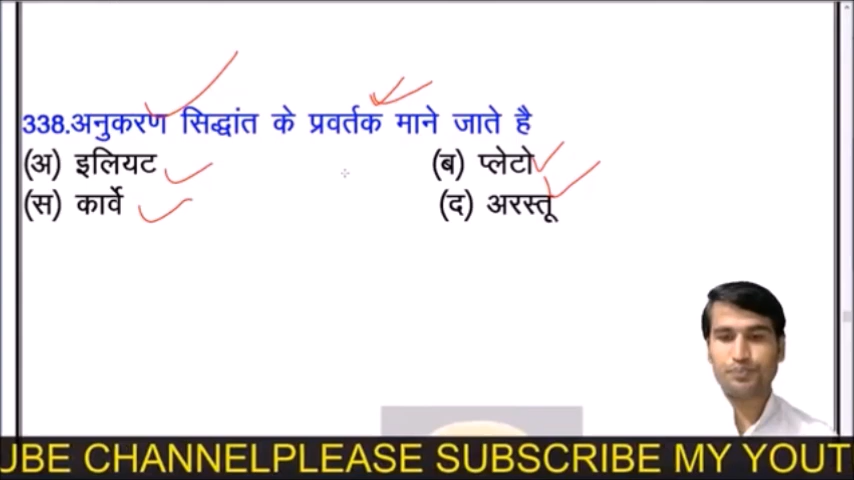 338.अनुकरण सिद्धांत के प्रवर्तक माने जाते है
(अ) इलियट (ब) प्लेटो
(स) कार्वे (द) अरस्तू
UBE CHANNELPLEASE SUBSCRIBE MY YOUT